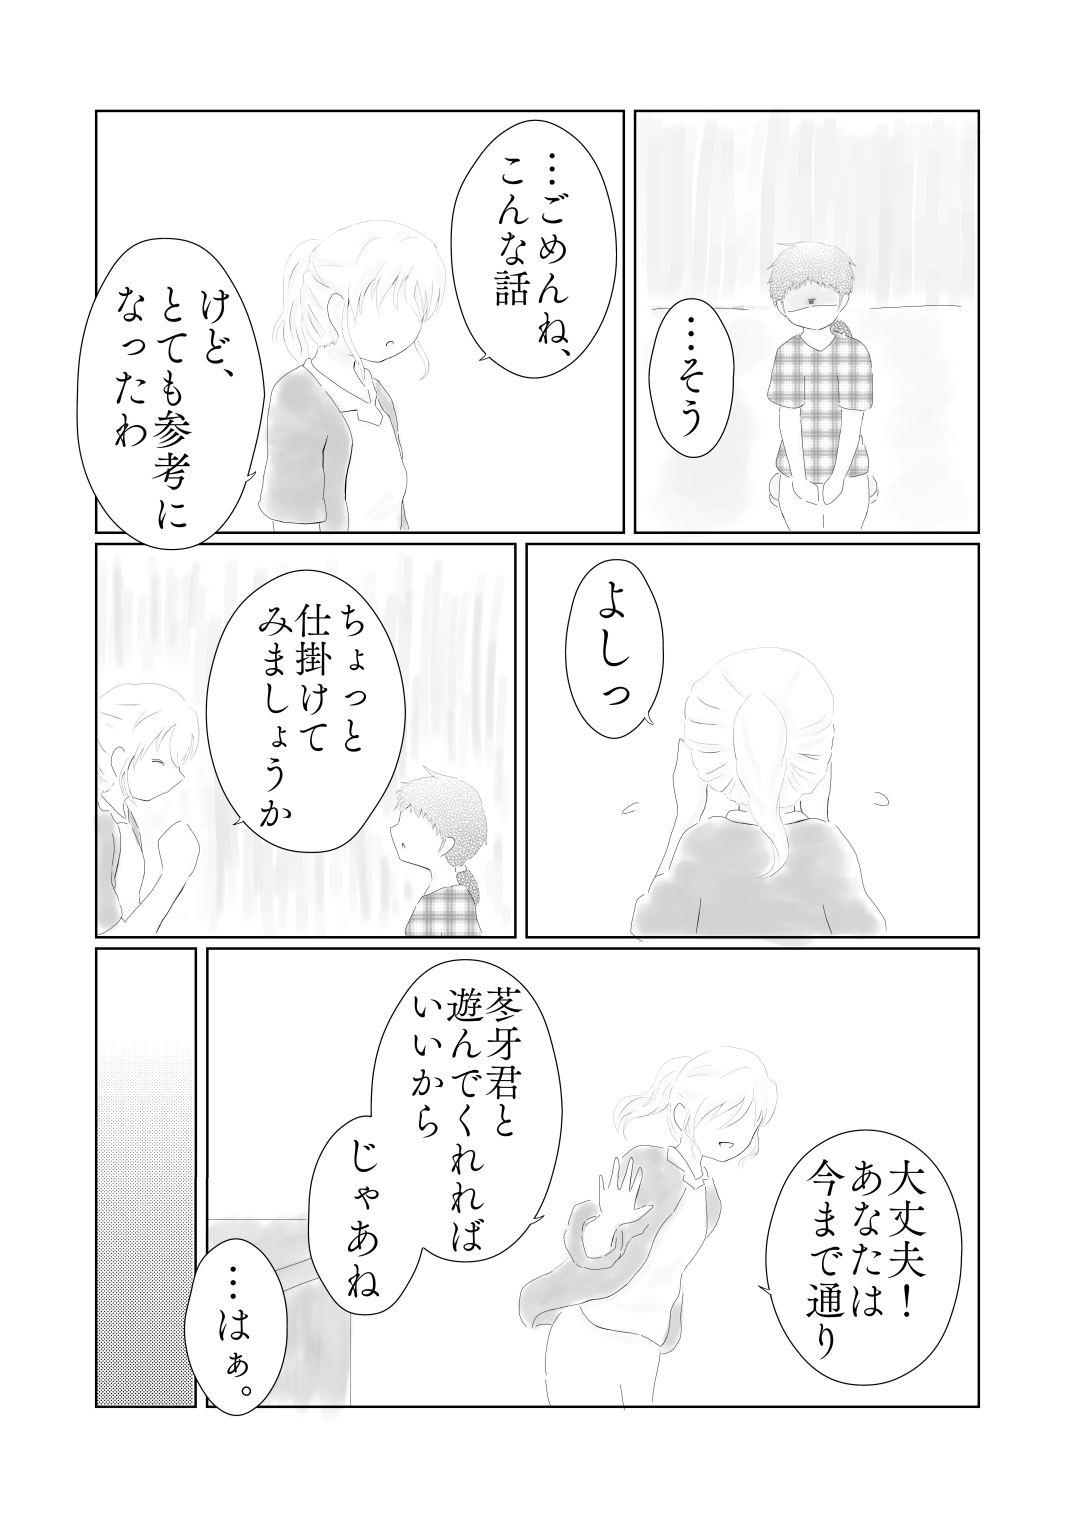 …そう
…ごめんね、
こんな話
けど、
とても参考に
なったわ
よしっ
ちょっと
仕掛けて
みましょうか
大丈夫！
あなたは
今まで通り
苳牙君と
遊んでくれれば
いいから
じゃあね
…はぁ。